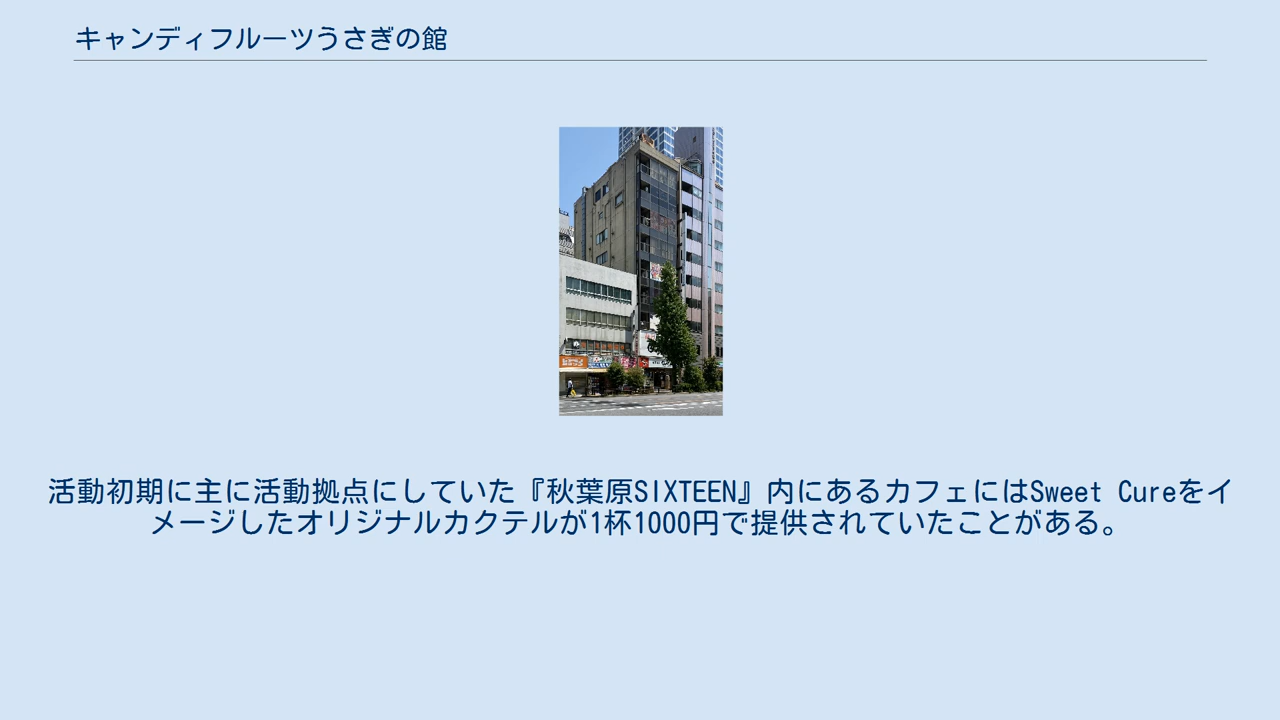 キャンディフルーツうさぎの館
活動初期に主に活動拠点にしていた『秋葉原SIXTEEN』内にあるカフェにはSweet Cureをイ
メージしたオリジナルカクテルが1杯1000円で提供されていたことがある。